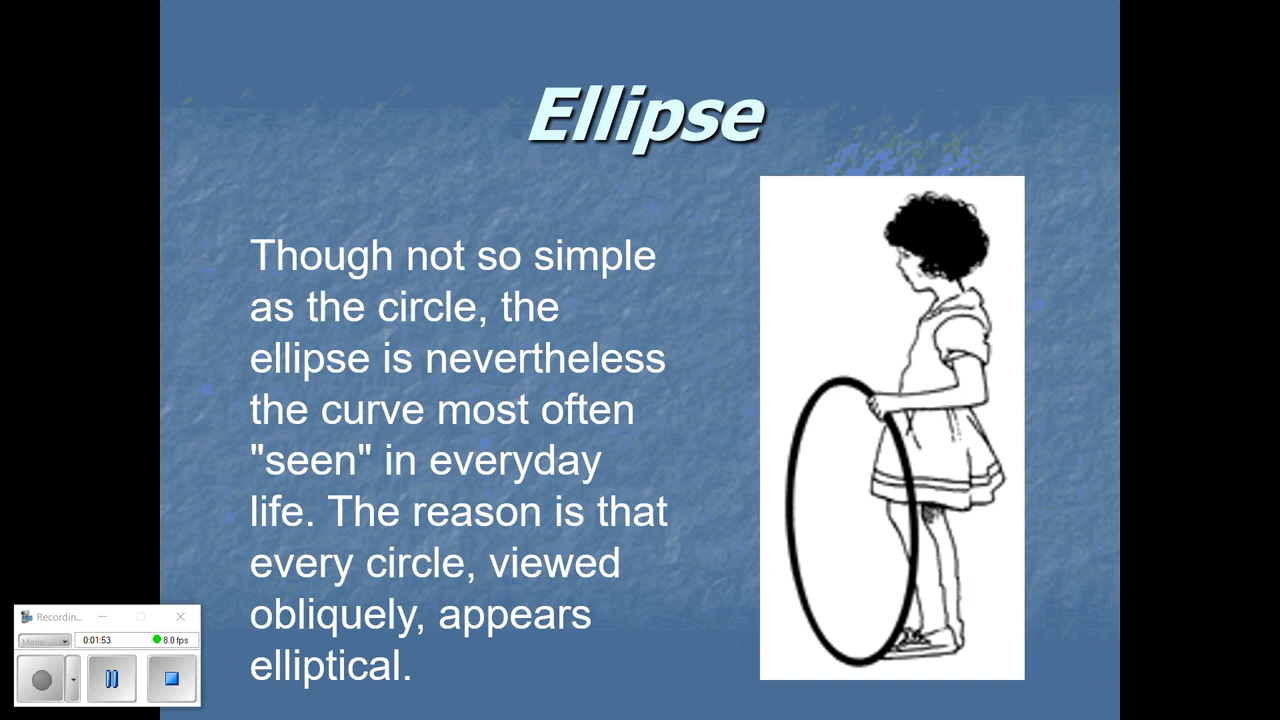 Ellipse
Though not so simple
as the circle, the
ellipse is nevertheless
the curve most often
"seen" in everyday
life. The reason is that
every circle, viewed
obliquely, appears
elliptical.
Recordin...
Menu
0:01:53
8.0 fps